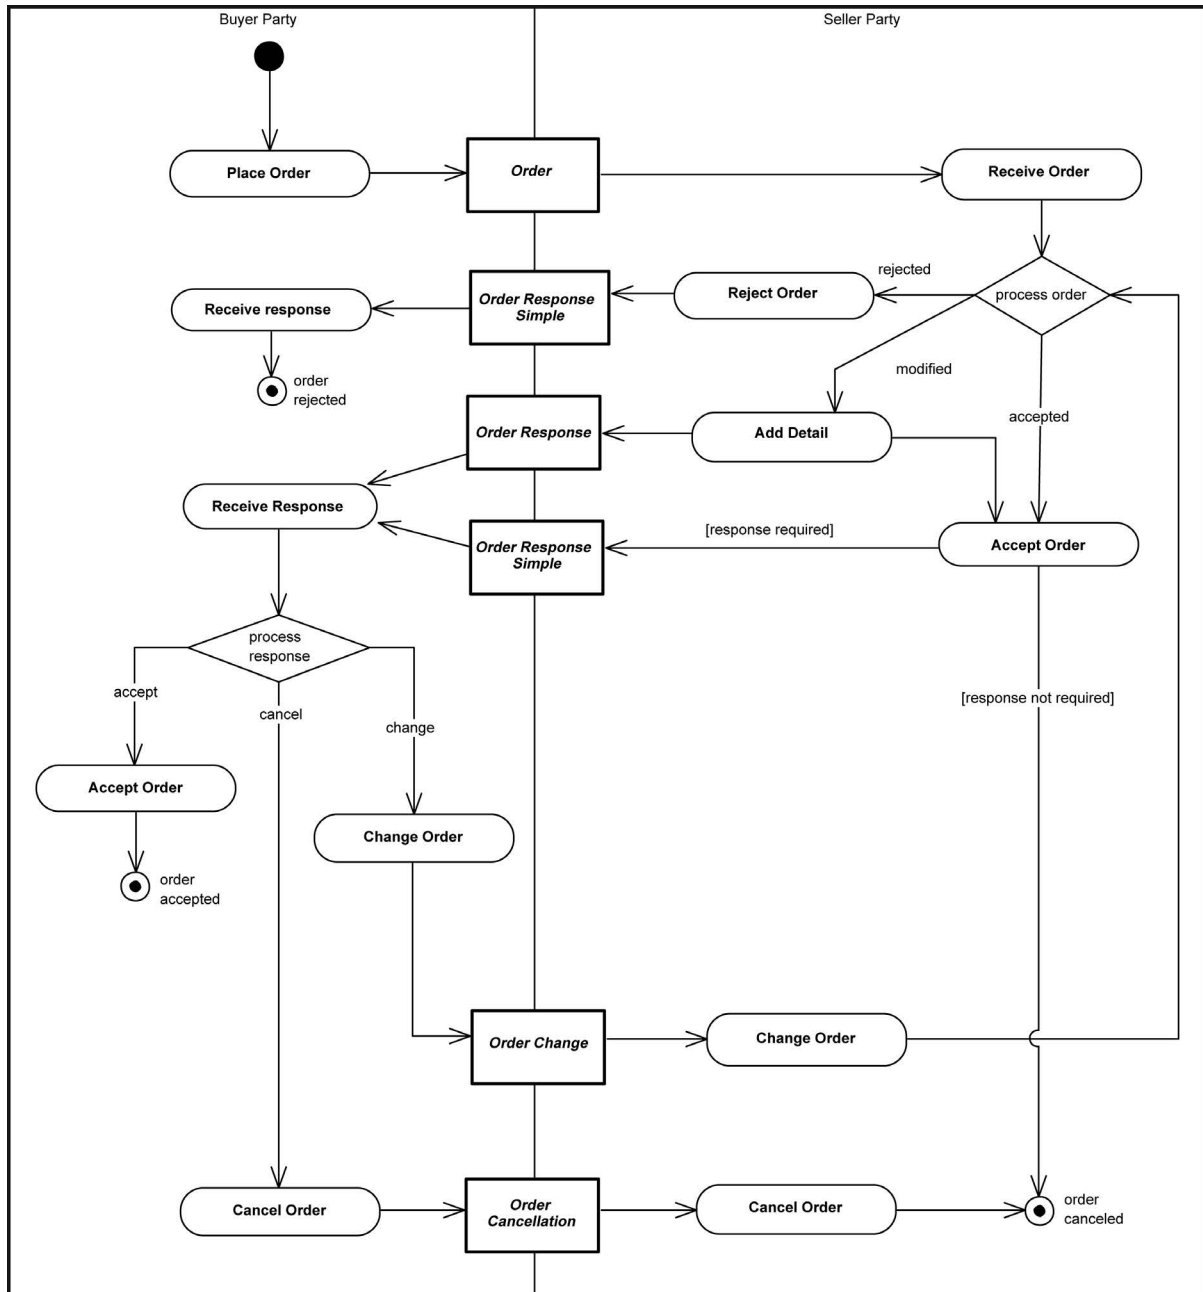 Buyer Party
Seller Party
Place Order
Order
Receive Order
rejected
Receive response
Order Response
Simple
Reject Order
process order
order
rejected
modified
accepted
Order Response
Add Detail
Receive Response
Order Response
Simple
[response required]
Accept Order
process
response
accept
cancel
change
[response not required]
Accept Order
Change Order
order
accepted
Order Change
Change Order
Cancel Order
Order
Cancellation
Cancel Order
order
canceled